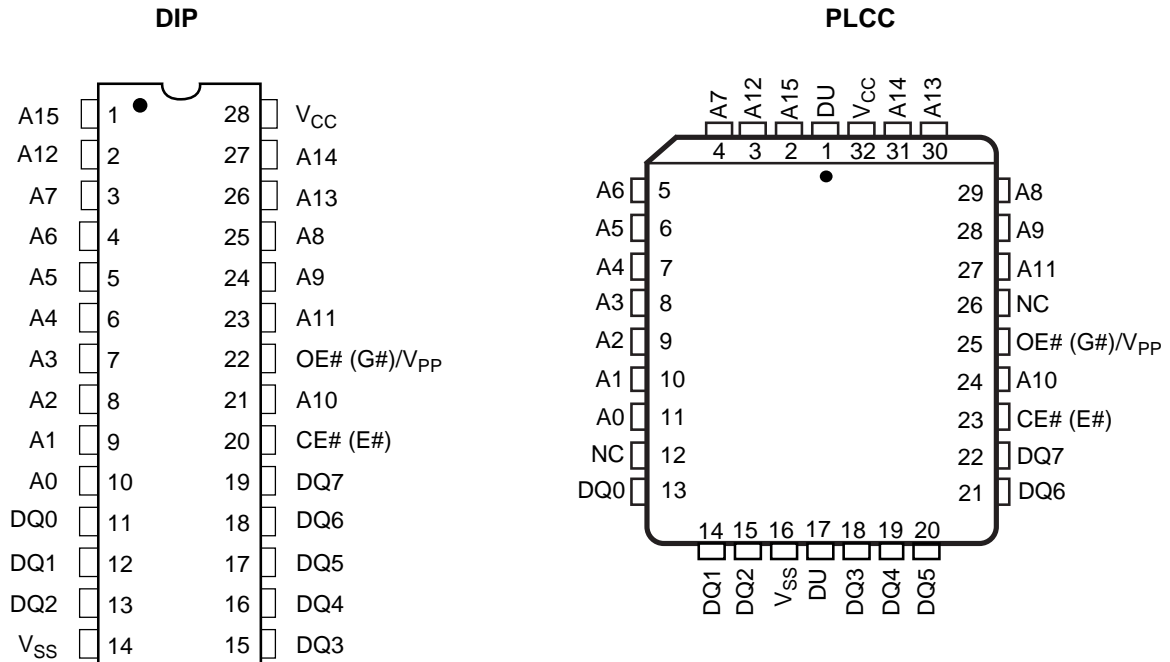 DIP
A15 1 28 VCC
A12 2 27 A14
A7 3 26 A13
A6 4 25 A8
A5 5 24 A9
A4 6 23 A11
A3 7 22 OE# (G#)/VPP
A2 8 21 A10
A1 9 20 CE# (E#)
A0 10 19 DQ7
DQ0 11 18 DQ6
DQ1 12 17 DQ5
DQ2 13 16 DQ4
VSS 14 15 DQ3
PLCC
A7 A12 A15 DU VCC A14 A13
4 3 2 1 32 31 30
A6 5 29 A8
A5 6 28 A9
A4 7 27 A11
A3 8 26 NC
A2 9 25 OE# (G#)/VPP
A1 10 24 A10
A0 11 23 CE# (E#)
NC 12 22 DQ7
DQ0 13 21 DQ6
14 15 16 17 18 19 20
DQ1 DQ2 VSS DU DQ3 DQ4 DQ5